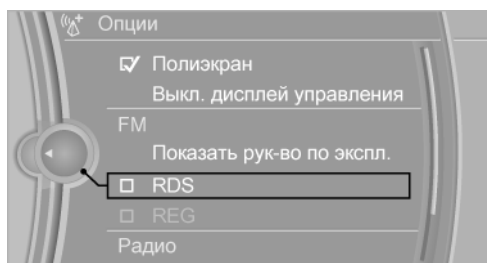 Опции
Полиэкран
Выкл. дисплей управления
FM
Показать рук-во по экспл.
RDS
REG
Радио